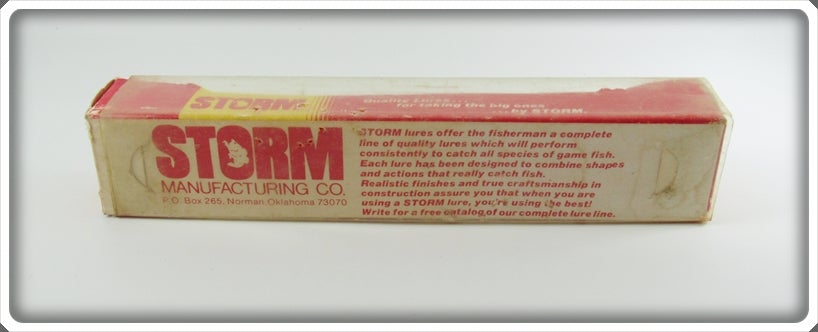 STORM
Quality Lures...
for taking the big ones
...by STORM.
STORM
MANUFACTURING CO.
P.O. Box 265, Norman, Oklahoma 73070
STORM lures offer the fisherman a complete
line of quality lures which will perform
consistently to catch all species of game fish.
Each lure has been designed to combine shapes
and actions that really catch fish.
Realistic finishes and true craftsmanship in
construction assure you that when you are
using a STORM lure, you're using the best!
Write for a free catalog of our complete lure line.